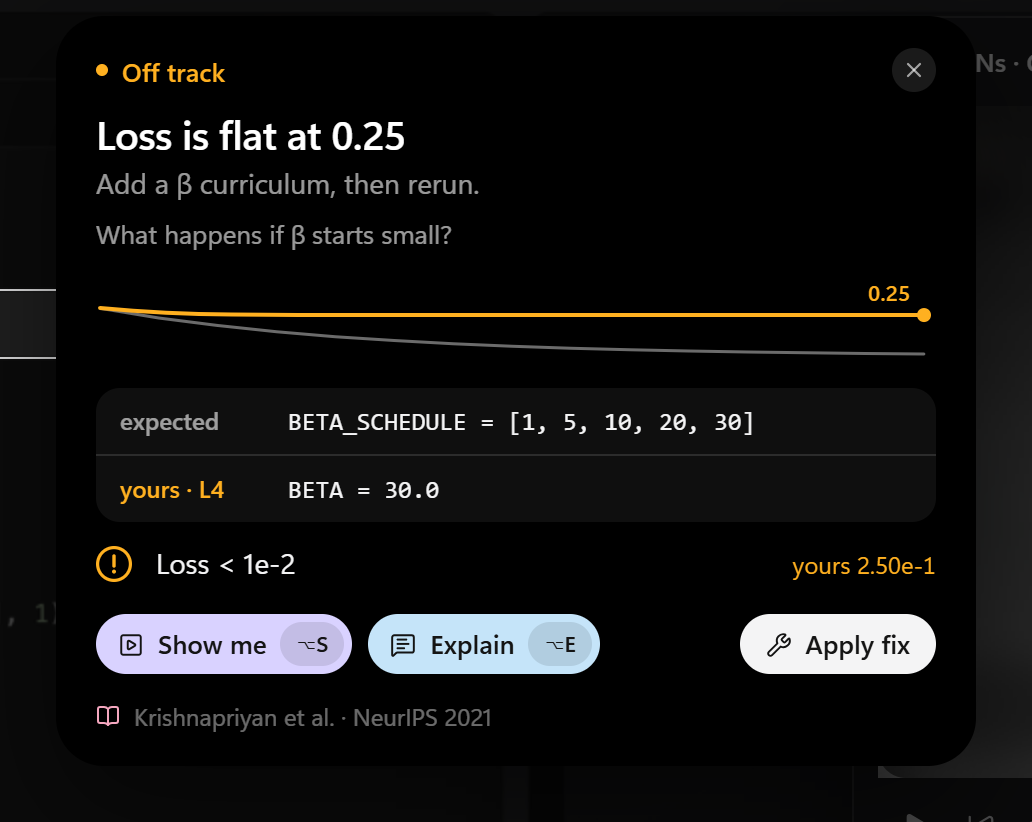 Off track
Ns ·
Loss is flat at 0.25
Add a β curriculum, then rerun.
What happens if β starts small?
0.25
expected BETA_SCHEDULE = [1, 5, 10, 20, 30]
yours · L4 BETA = 30.0
Loss < 1e-2 yours 2.50e-1
, 1]
Show me ⌥S Explain ⌥E Apply fix
Krishnapriyan et al. · NeurIPS 2021